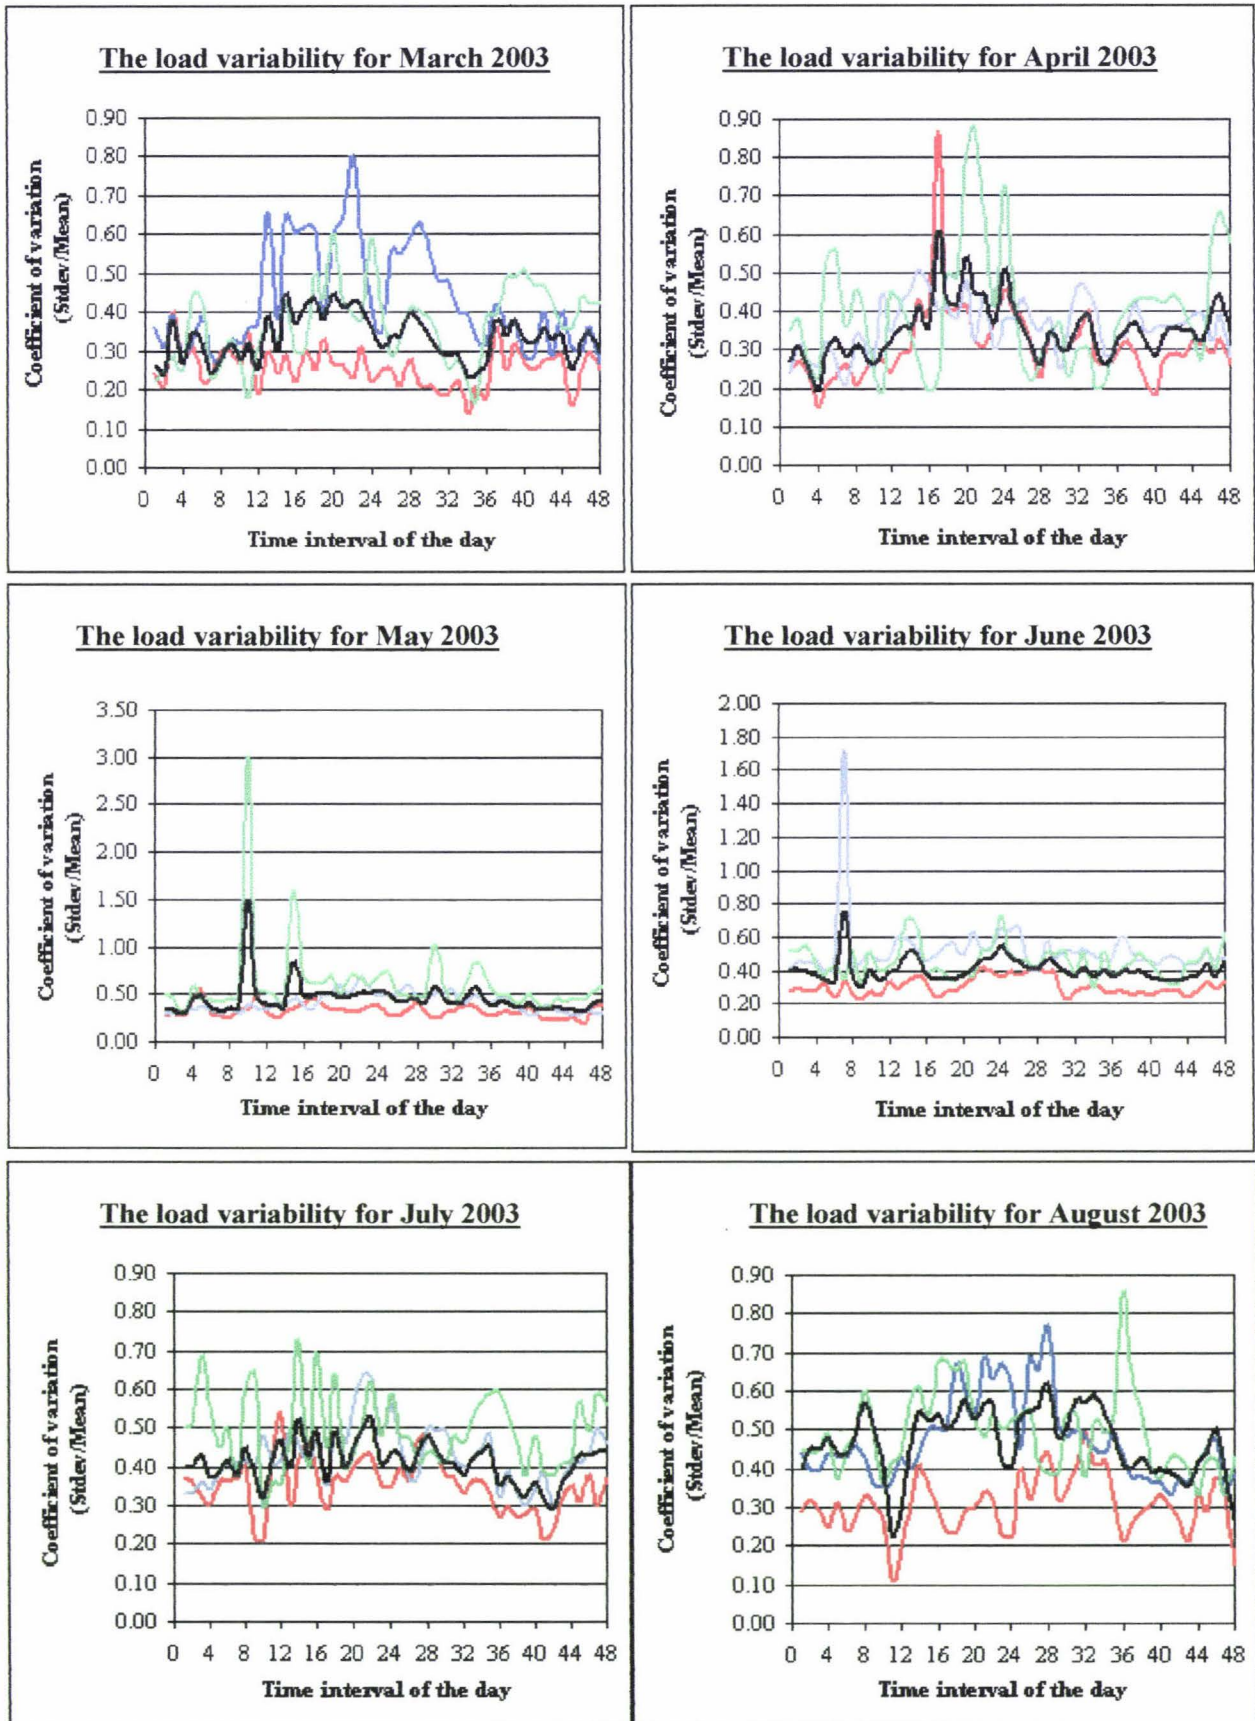 The load variability for March 2003
Coefficient of variation
(Stdev/Mean)
0.90
0.80
0.70
0.60
0.50
0.40
0.30
0.20
0.10
0.00
0 4 8 12 16 20 24 28 32 36 40 44 48
Time interval of the day
The load variability for April 2003
Coefficient of variation
(Stdev/Mean)
0.90
0.80
0.70
0.60
0.50
0.40
0.30
0.20
0.10
0.00
0 4 8 12 16 20 24 28 32 36 40 44 48
Time interval of the day
The load variability for May 2003
Coefficient of variation
(Stdev/Mean)
3.50
3.00
2.50
2.00
1.50
1.00
0.50
0.00
0 4 8 12 16 20 24 28 32 36 40 44 48
Time interval of the day
The load variability for June 2003
Coefficient of variation
(Stdev/Mean)
2.00
1.80
1.60
1.40
1.20
1.00
0.80
0.60
0.40
0.20
0.00
0 4 8 12 16 20 24 28 32 36 40 44 48
Time interval of the day
The load variability for July 2003
Coefficient of variation
(Stdev/Mean)
0.90
0.80
0.70
0.60
0.50
0.40
0.30
0.20
0.10
0.00
0 4 8 12 16 20 24 28 32 36 40 44 48
Time interval of the day
The load variability for August 2003
Coefficient of variation
(Stdev/Mean)
0.90
0.80
0.70
0.60
0.50
0.40
0.30
0.20
0.10
0.00
0 4 8 12 16 20 24 28 32 36 40 44 48
Time interval of the day